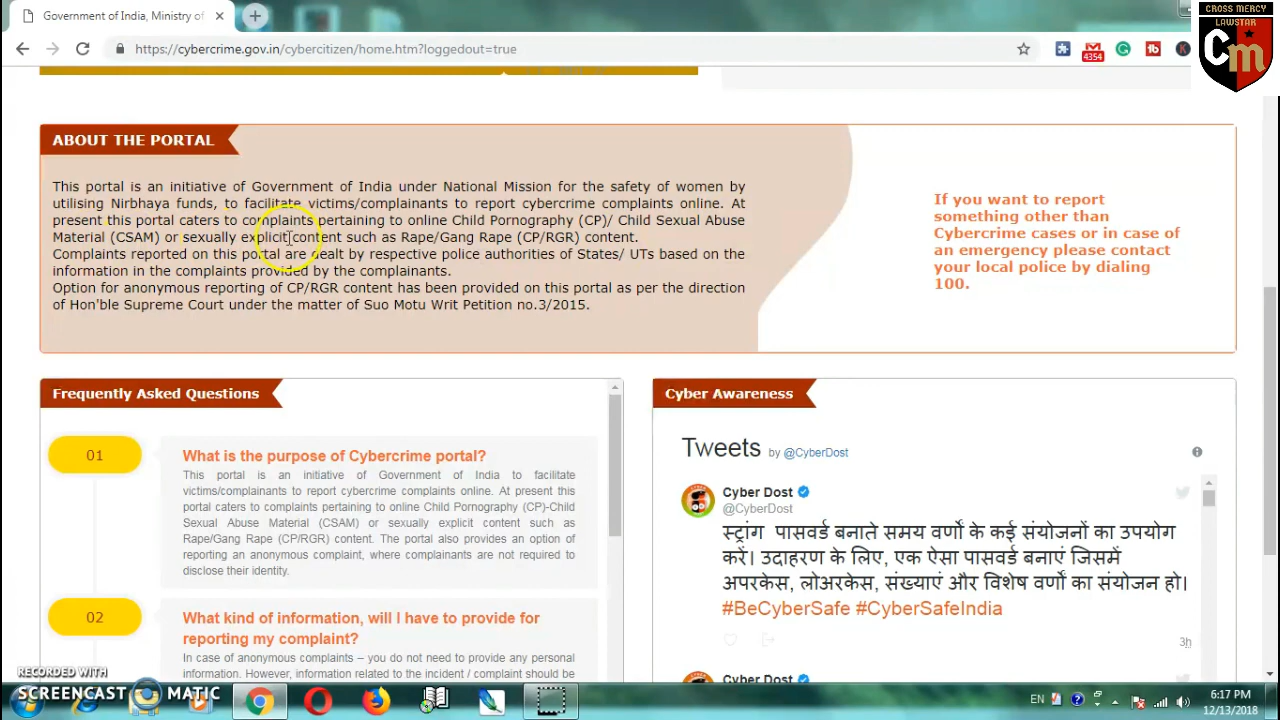 Government of India, Ministry of
CROSS MERCY
LAWSTAR
Cm
https://cybercrime.gov.in/cybercitizen/home.htm?loggedout=true
4354
ABOUT THE PORTAL
This portal is an initiative of Government of India under National Mission for the safety of women by
utilising Nirbhaya funds, to facilitate victims/complainants to report cybercrime complaints online. At
present this portal caters to complaints pertaining to online Child Pornography (CP)/ Child Sexual Abuse
Material (CSAM) or sexually explicit content such as Rape/Gang Rape (CP/RGR) content.
Complaints reported on this portal are dealt by respective police authorities of States/ UTs based on the
information in the complaints provided by the complainants.
Option for anonymous reporting of CP/RGR content has been provided on this portal as per the direction
of Hon'ble Supreme Court under the matter of Suo Motu Writ Petition no.3/2015.
If you want to report
something other than
Cybercrime cases or in case of
an emergency please contact
your local police by dialing
100.
Frequently Asked Questions
01
What is the purpose of Cybercrime portal?
This portal is an initiative of Government of India to facilitate
victims/complainants to report cybercrime complaints online. At present this
portal caters to complaints pertaining to online Child Pornography (CP)-Child
Sexual Abuse Material (CSAM) or sexually explicit content such as
Rape/Gang Rape (CP/RGR) content. The portal also provides an option of
reporting an anonymous complaint, where complainants are not required to
disclose their identity.
02
What kind of information, will I have to provide for
reporting my complaint?
In case of anonymous complaints – you do not need to provide any personal
information. However, information related to the incident / complaint should be
Cyber Awareness
Tweets by @CyberDost
Cyber Dost
@CyberDost
स्ट्रांग पासवर्ड बनाते समय वर्णों के कई संयोजनों का उपयोग
करें। उदाहरण के लिए, एक ऐसा पासवर्ड बनाएं जिसमें
अपरकेस, लोअरकेस, संख्याएं और विशेष वर्णों का संयोजन हो।
#BeCyberSafe #CyberSafeIndia
3h
RECORDED WITH
SCREENCAST MATIC
EN
6:17 PM
12/13/2018